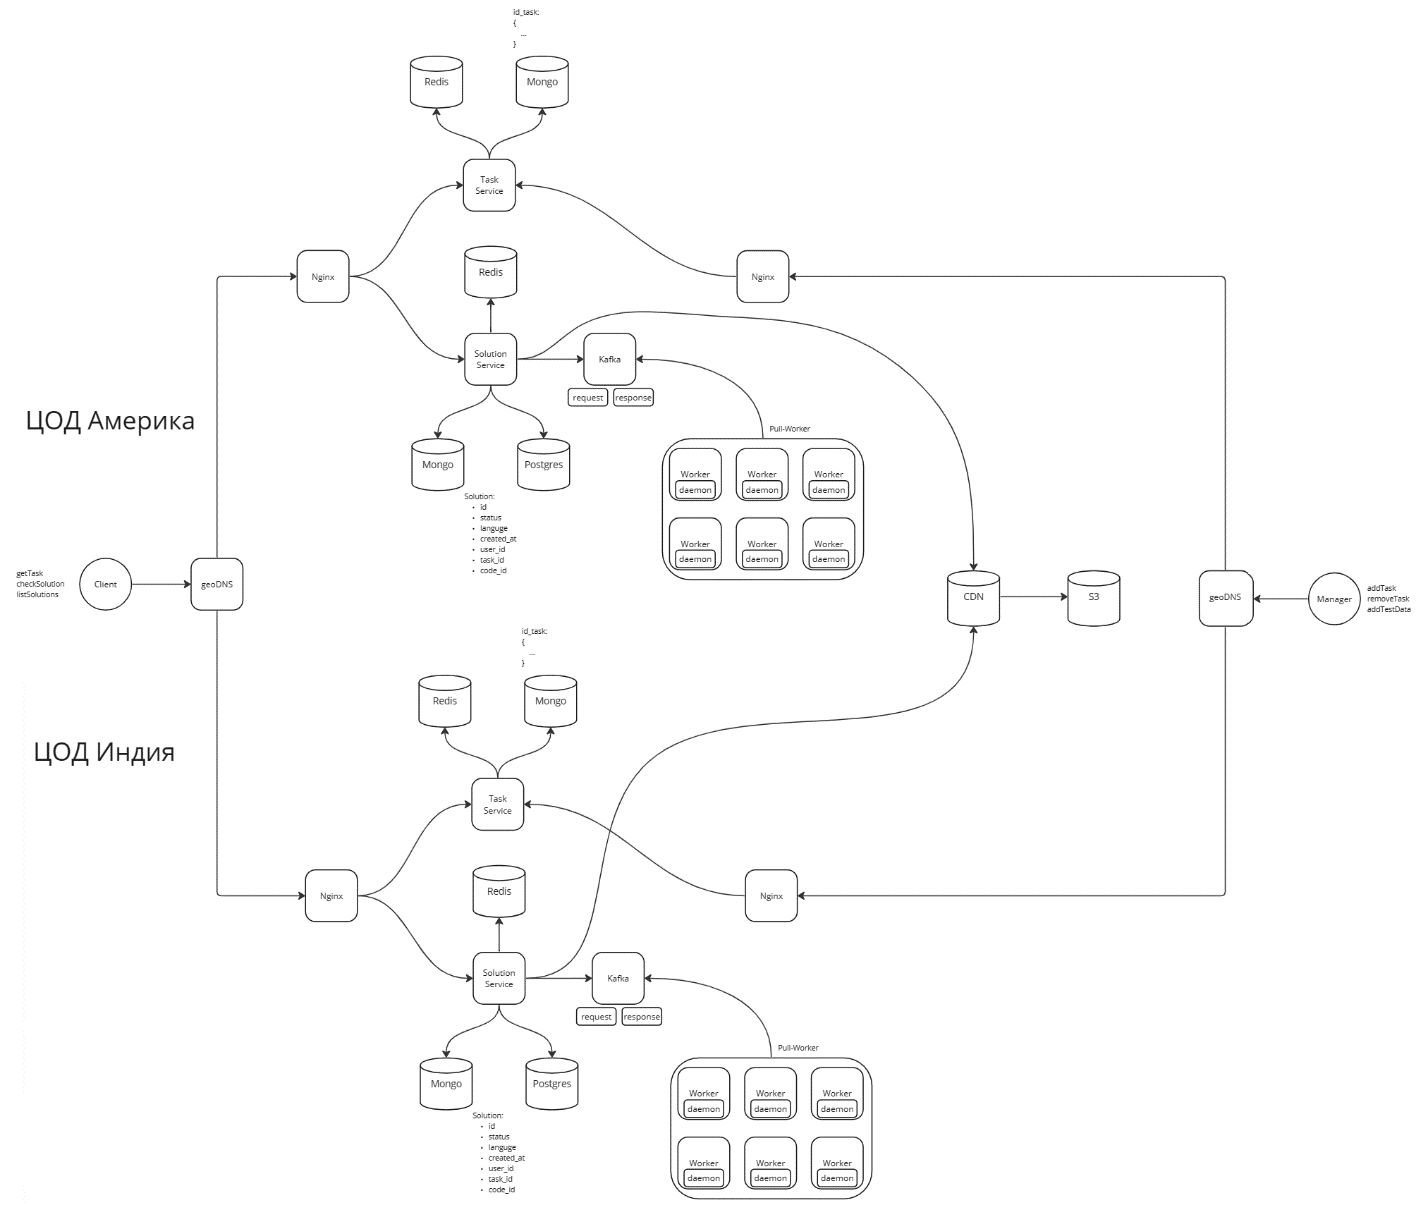 id_task:
{
...
}
Redis
Mongo
Task
Service
Nginx
Redis
Nginx
Solution
Service
Kafka
request
response
ЦОД Америка
Mongo
Postgres
Pull-Worker
Worker
daemon
Worker
daemon
Worker
daemon
Worker
daemon
Worker
daemon
Worker
daemon
Solution:
• id
• status
• languge
• created_at
• user_id
• task_id
• code_id
getTask
checkSolution
listSolutions
Client
geoDNS
CDN
S3
geoDNS
Manager
addTask
removeTask
addTestData
id_task:
{
...
}
Redis
Mongo
ЦОД Индия
Task
Service
Nginx
Redis
Nginx
Solution
Service
Kafka
request
response
Mongo
Postgres
Pull-Worker
Worker
daemon
Worker
daemon
Worker
daemon
Worker
daemon
Worker
daemon
Worker
daemon
Solution:
• id
• status
• languge
• created_at
• user_id
• task_id
• code_id